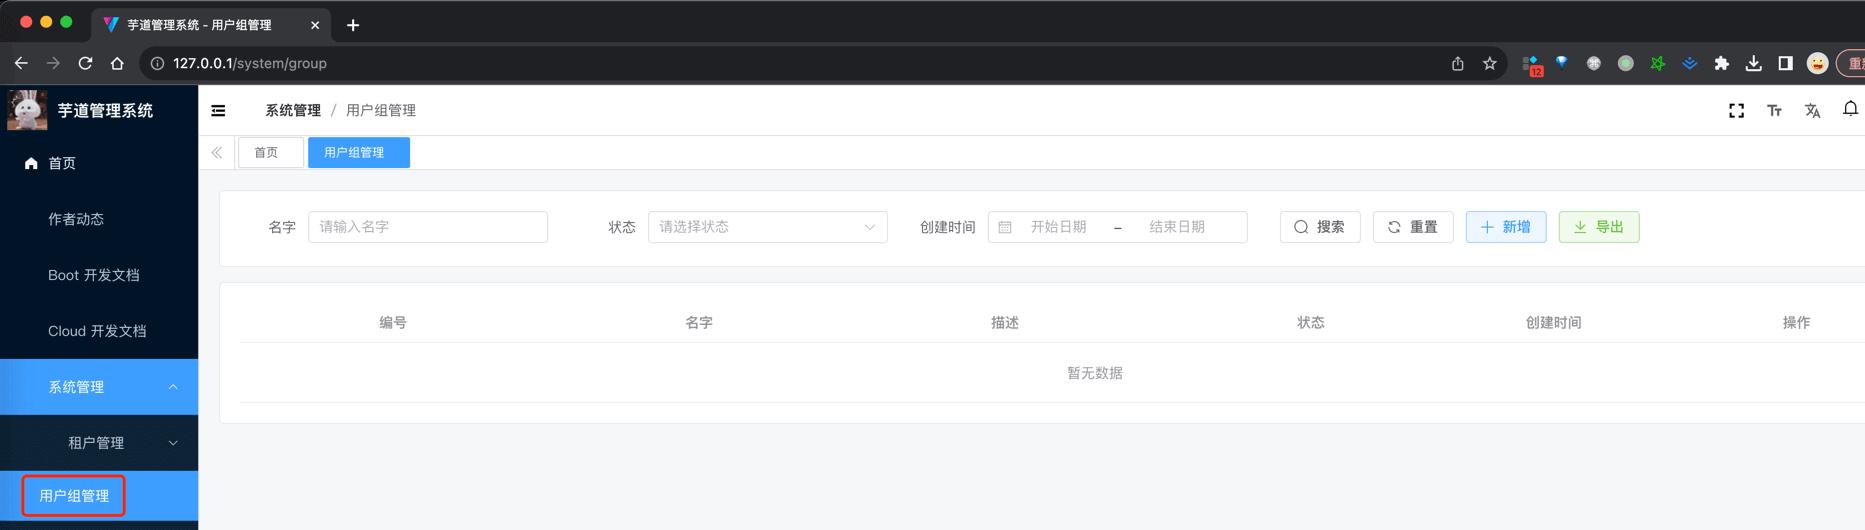 芋道管理系统 - 用户组管理
127.0.0.1/system/group
12
芋道管理系统
系统管理 / 用户组管理
首页
用户组管理
首页
作者动态
Boot 开发文档
Cloud 开发文档
系统管理
租户管理
用户组管理
名字 请输入名字 状态 请选择状态 创建时间 开始日期 - 结束日期 搜索 重置 新增 导出
编号 名字 描述 状态 创建时间 操作
暂无数据